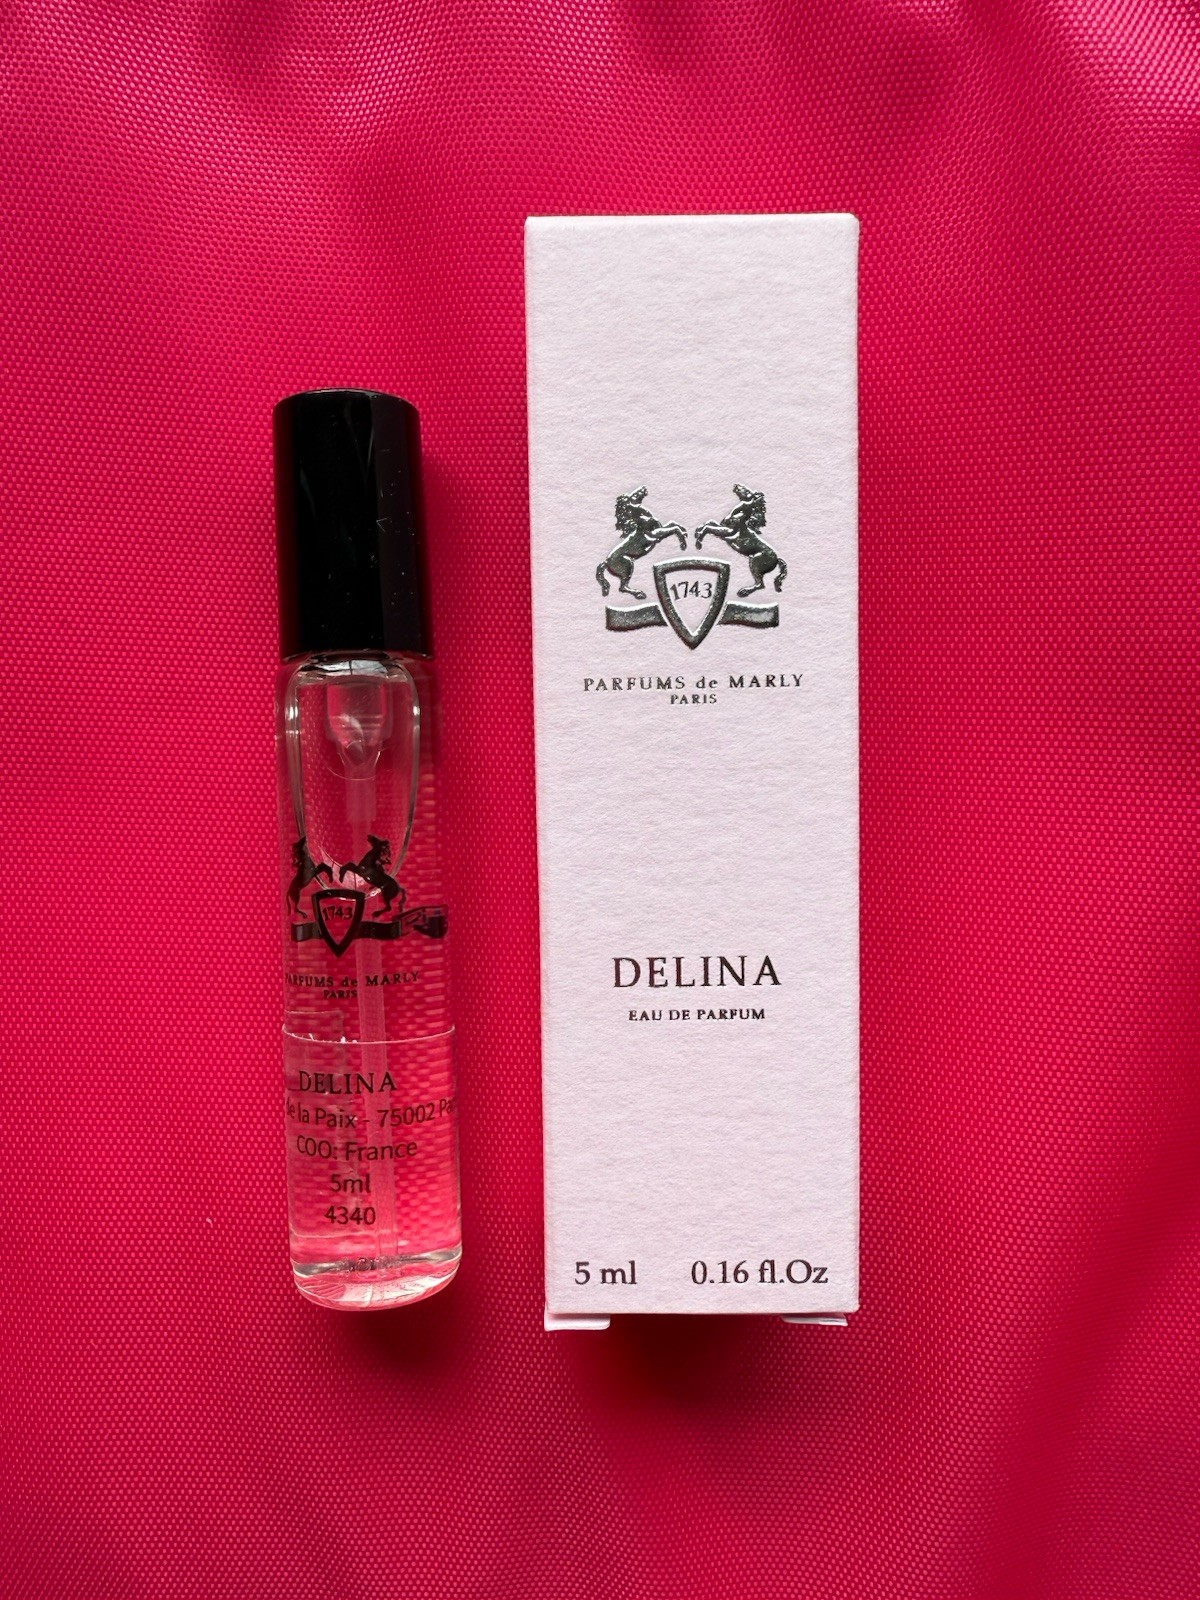 1743
PARFUMS de MARLY
PARIS
DELINA
de la Paix - 75002
COO: France
5ml
4340
1743
PARFUMS de MARLY
PARIS
DELINA
EAU DE PARFUM
5 ml 0.16 fl.Oz